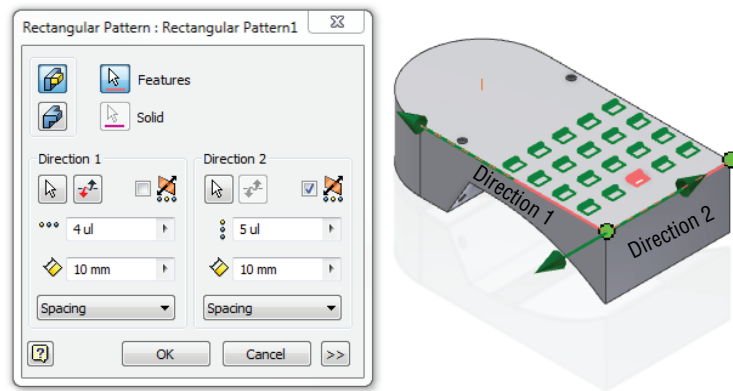 Rectangular Pattern : Rectangular Pattern1
Features
Solid
Direction 1
Direction 2
4 ul
5 ul
10 mm
10 mm
Spacing
Spacing
OK
Cancel
>>
Direction 1
Direction 2